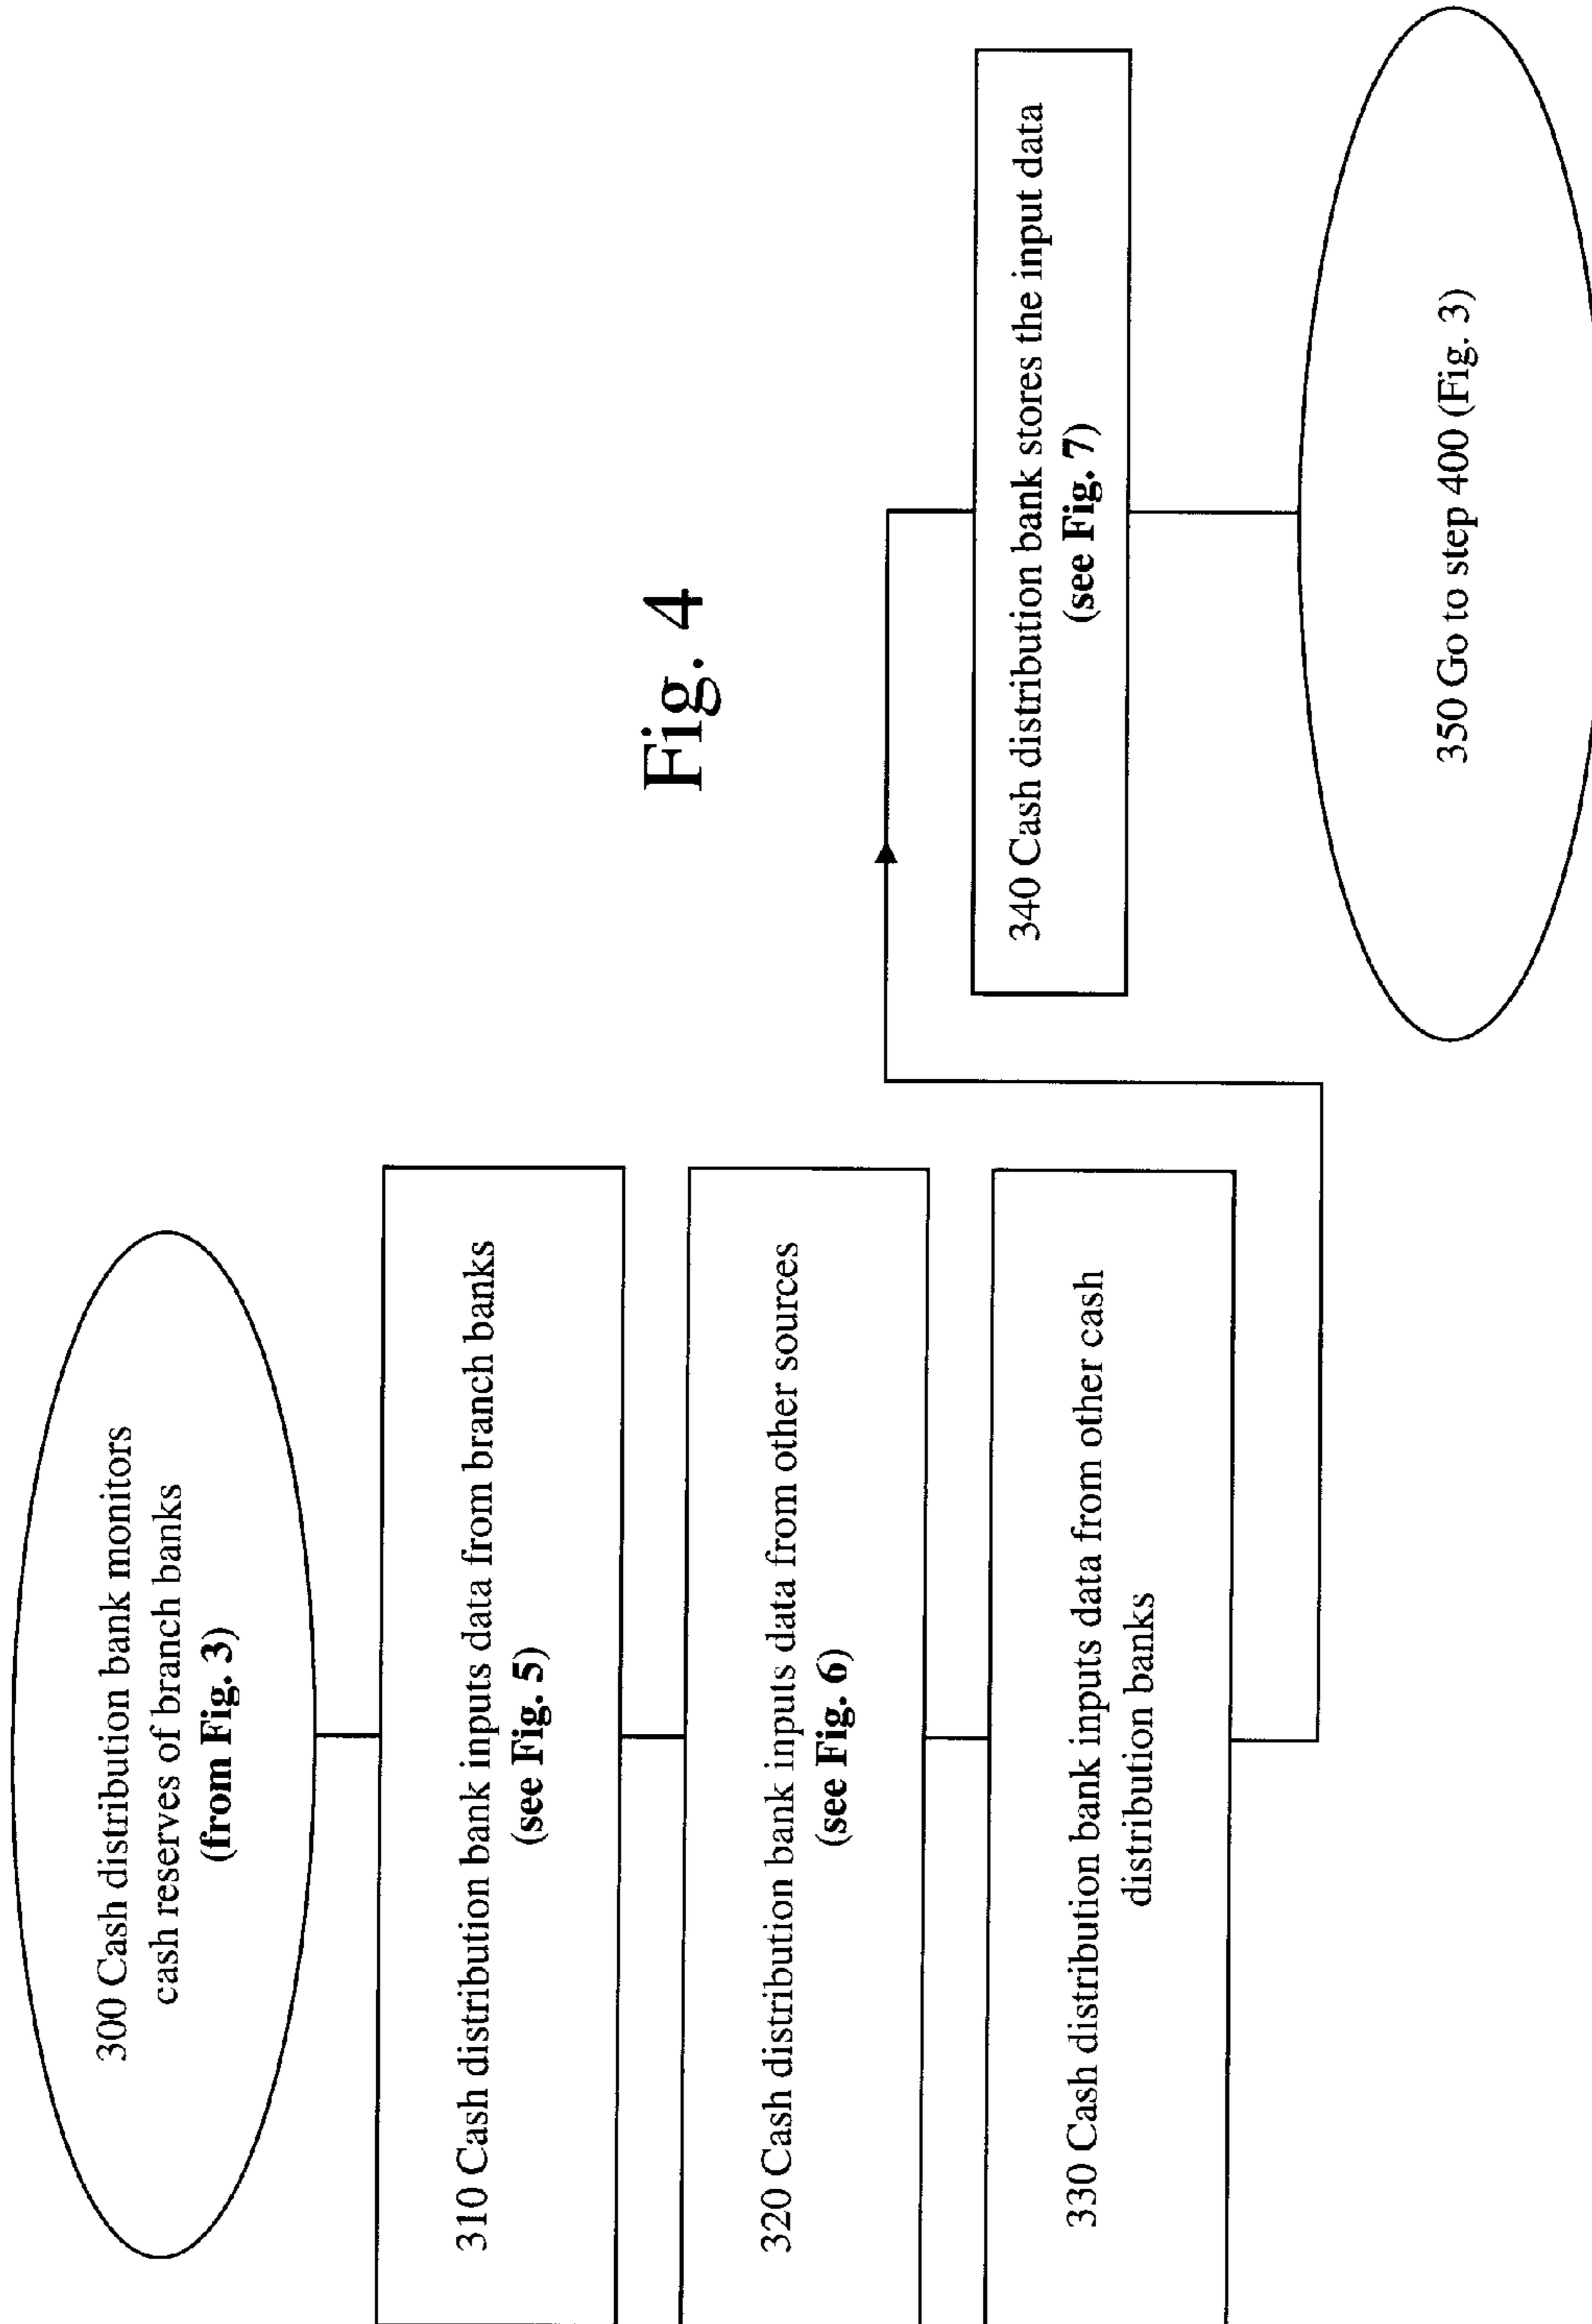 300 Cash distribution bank monitors
cash reserves of branch banks
(from Fig. 3)
310 Cash distribution bank inputs data from branch banks
(see Fig. 5)
320 Cash distribution bank inputs data from other sources
(see Fig. 6)
330 Cash distribution bank inputs data from other cash
distribution banks
Fig. 4
340 Cash distribution bank stores the input data
(see Fig. 7)
350 Go to step 400 (Fig. 3)